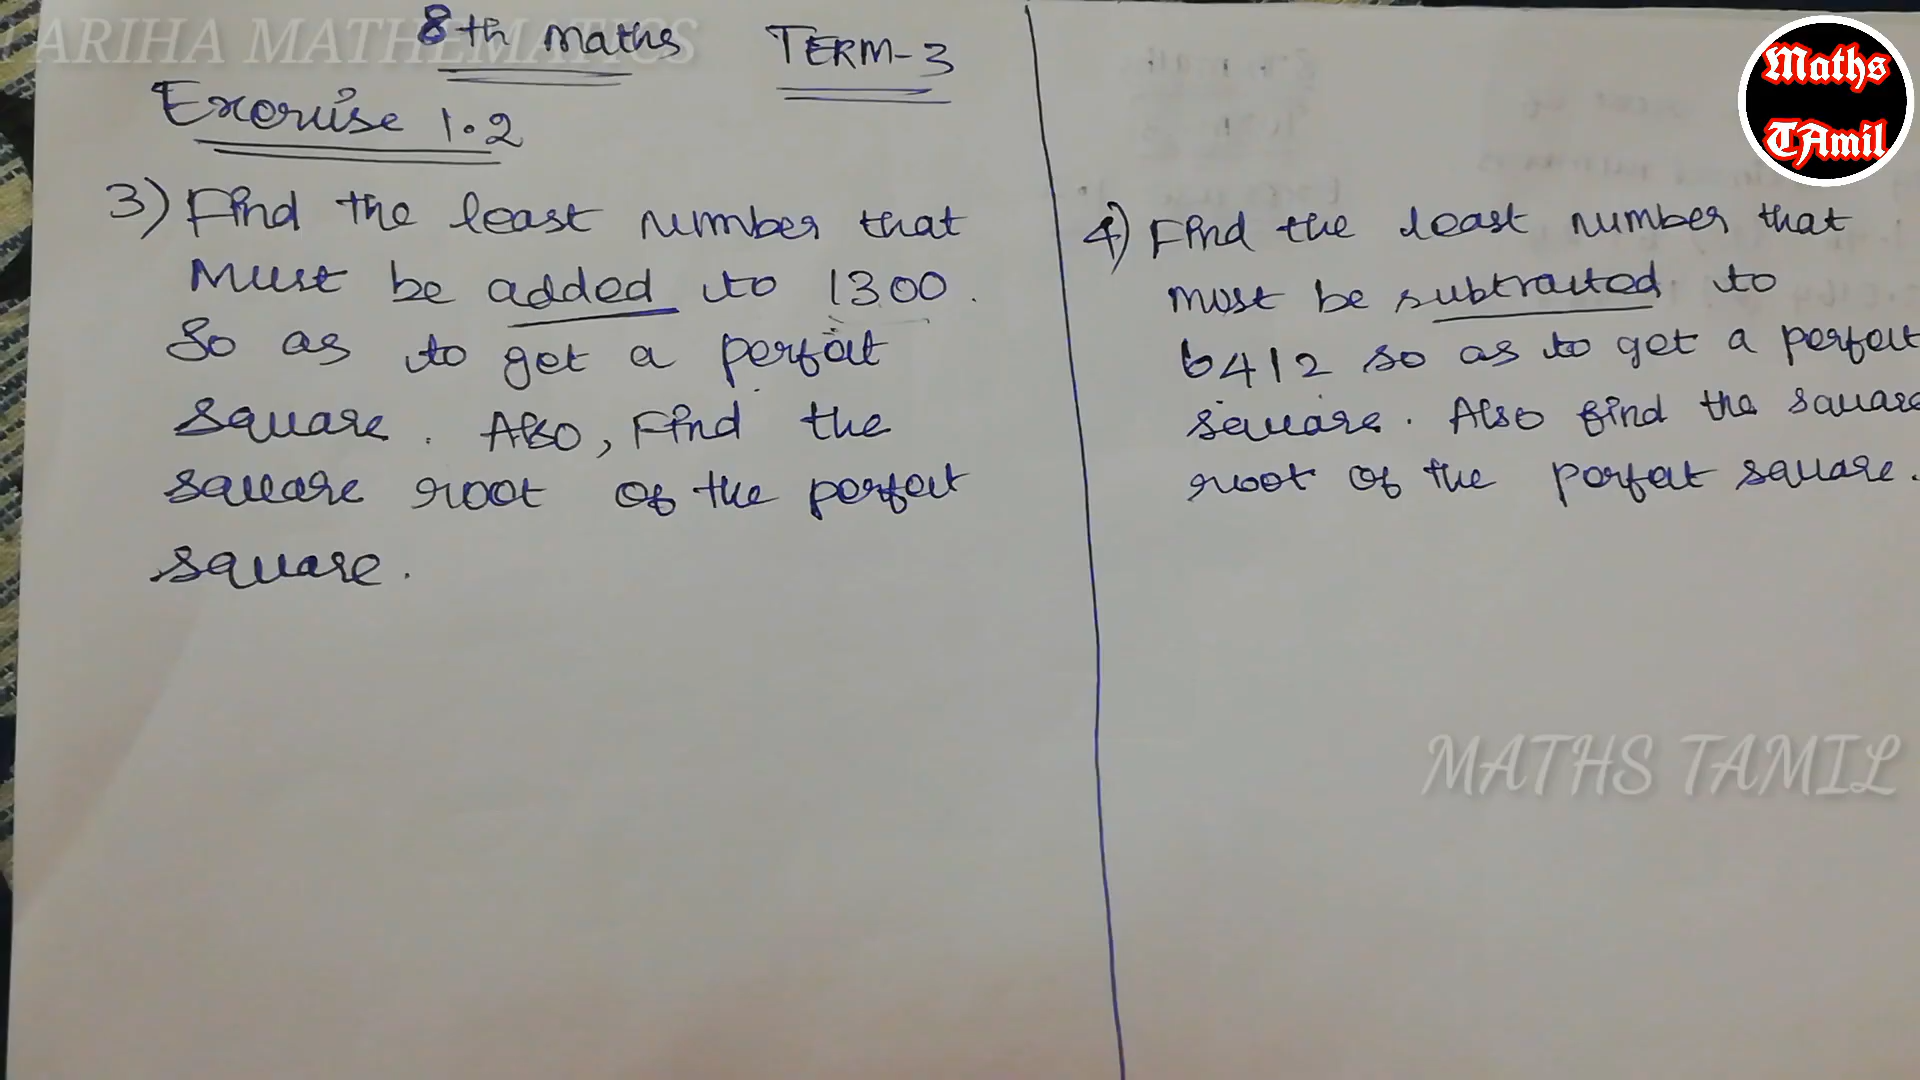 ARIHA MATHEMATICS
8th maths TERM-3
Exercise 1.2
3) Find the least number that
Must be added to 1300.
So as to get a perfect
square. Also, Find the
square root of the perfect
square.
4) Find the least number that
must be subtracted to
6412 so as to get a perfect
square. Also find the square
root of the perfect square.
Maths
TAmil
MATHS TAMIL